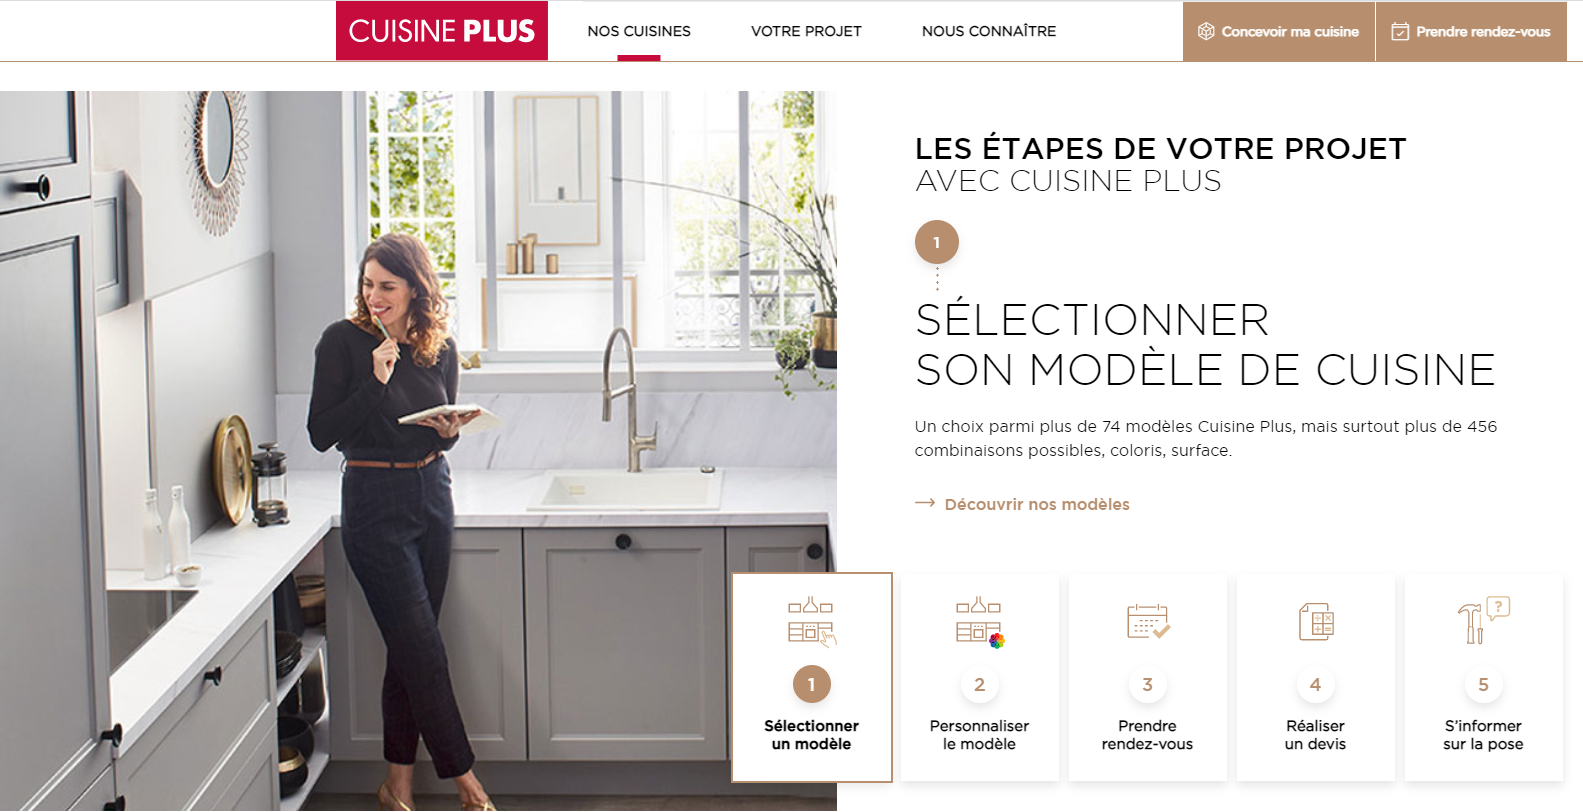 CUISINE PLUS
NOS CUISINES
VOTRE PROJET
NOUS CONNAÎTRE
Concevoir ma cuisine
Prendre rendez-vous
LES ÉTAPES DE VOTRE PROJET
AVEC CUISINE PLUS
1
SÉLECTIONNER
SON MODÈLE DE CUISINE
Un choix parmi plus de 74 modèles Cuisine Plus, mais surtout plus de 456
combinaisons possibles, coloris, surface.
Découvrir nos modèles
1
Sélectionner
un modèle
2
Personnaliser
le modèle
3
Prendre
rendez-vous
4
Réaliser
un devis
?
5
S'informer
sur la pose